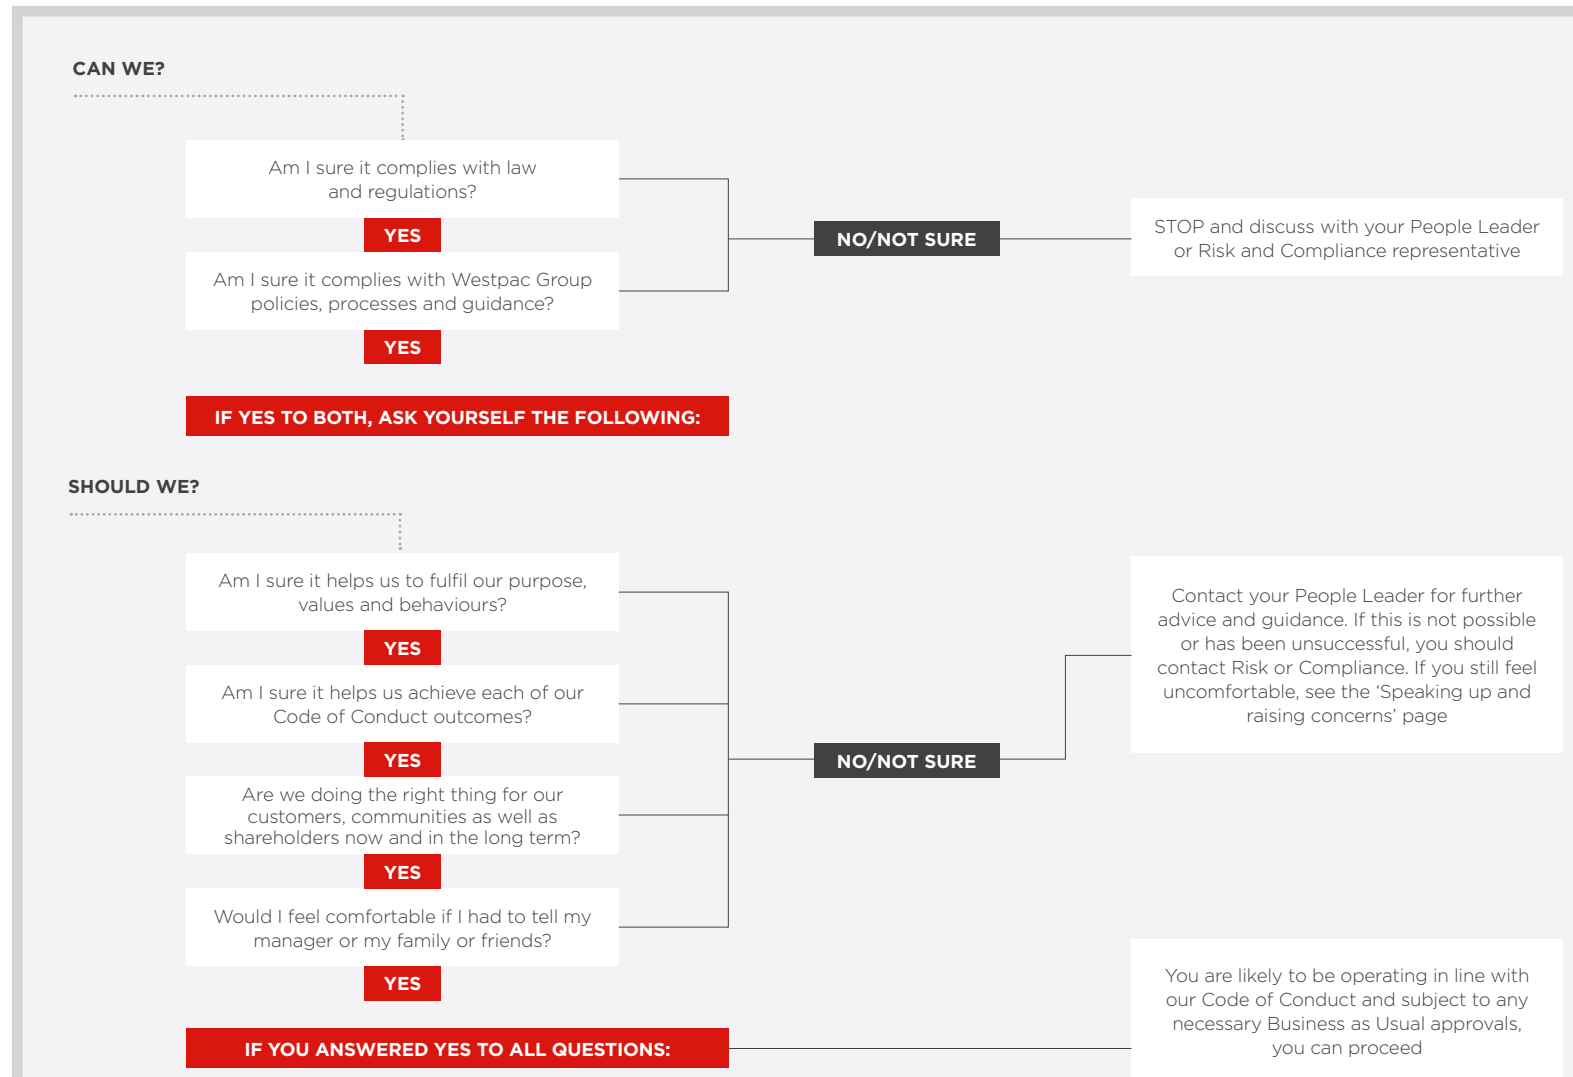 CAN WE?
Am I sure it complies with law
and regulations?
YES
Am I sure it complies with Westpac Group
policies, processes and guidance?
YES
NO/NOT SURE
STOP and discuss with your People Leader
or Risk and Compliance representative
IF YES TO BOTH, ASK YOURSELF THE FOLLOWING:
SHOULD WE?
Am I sure it helps us to fulfil our purpose,
values and behaviours?
YES
Am I sure it helps us achieve each of our
Code of Conduct outcomes?
YES
Are we doing the right thing for our
customers, communities as well as
shareholders now and in the long term?
YES
Would I feel comfortable if I had to tell my
manager or my family or friends?
YES
NO/NOT SURE
Contact your People Leader for further
advice and guidance. If this is not possible
or has been unsuccessful, you should
contact Risk or Compliance. If you still feel
uncomfortable, see the ‘Speaking up and
raising concerns’ page
IF YOU ANSWERED YES TO ALL QUESTIONS:
You are likely to be operating in line with
our Code of Conduct and subject to any
necessary Business as Usual approvals,
you can proceed